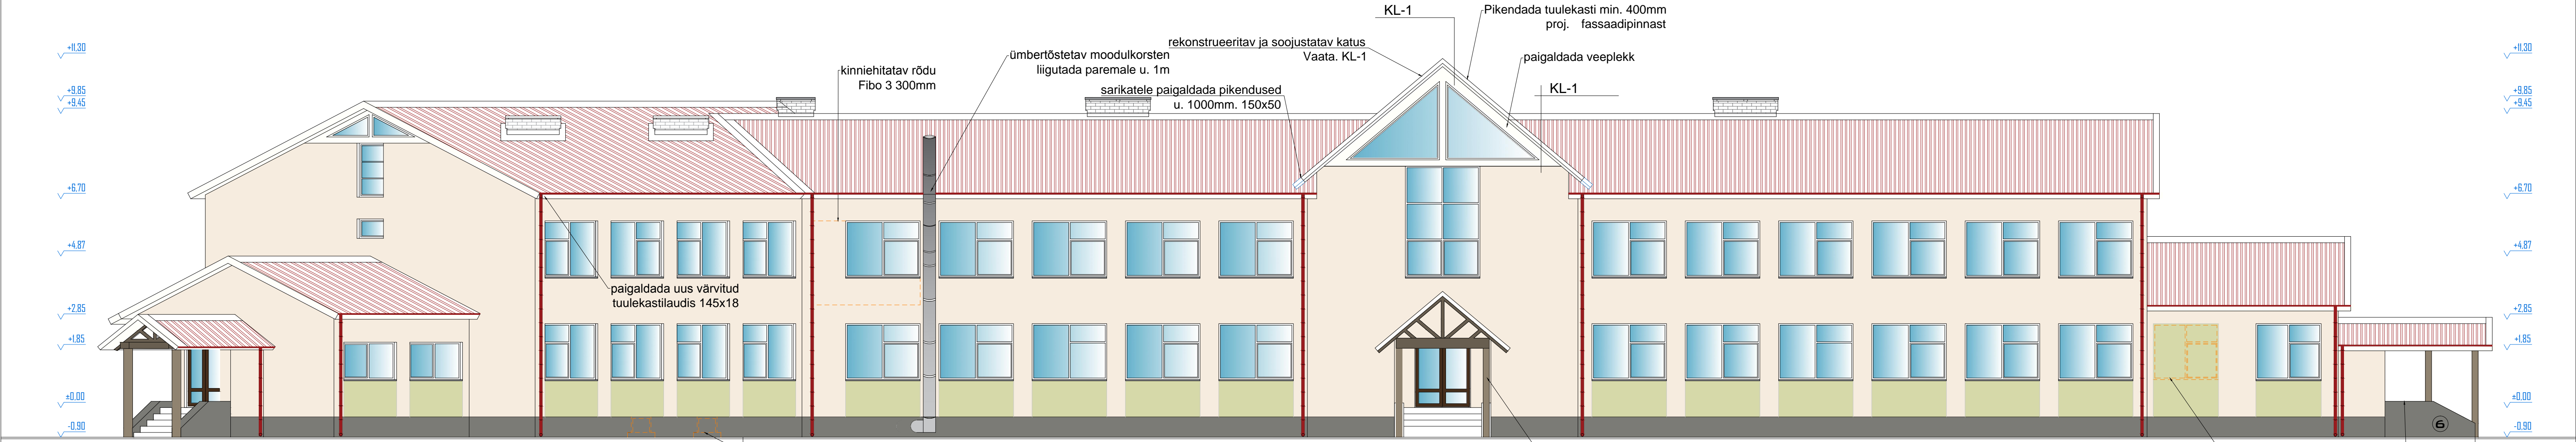 KL-1
Pikendada tuulekasti min. 400mm
proj. fassaadipinnast
rekonstrueeritav ja soojustatav katus
Vaata. KL-1
ümbertõstetav moodulkorsten
liigutada paremale u. 1m
paigaldada veeplekk
kinniehitatav rõdu
Fibo 3 300mm
sarikatele paigaldada pikendused
u. 1000mm. 150x50
KL-1
paigaldada uus värvitud
tuulekastilaudis 145x18
+11.30
+9.85
+9.45
+6.70
+4.87
+2.85
+1.85
±0.00
-0.90
+11.30
+9.85
+9.45
+6.70
+4.87
+2.85
+1.85
±0.00
-0.90
6